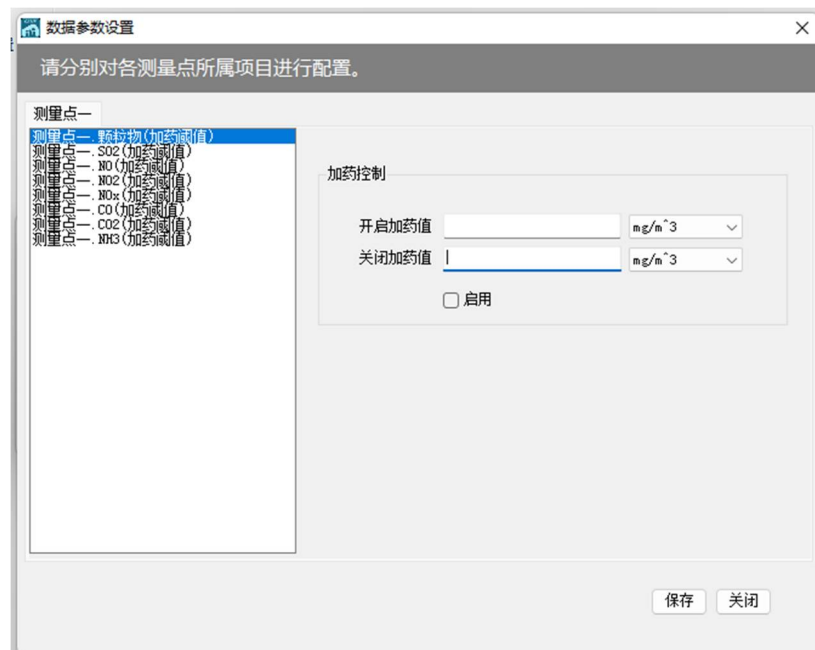 数据参数设置
请分别对各测量点所属项目进行配置。
测量点一
测量点一.颗粒物(加药阈值)
测量点一.SO2(加药阈值)
测量点一.NO(加药阈值)
测量点一.NO2(加药阈值)
测量点一.NOx(加药阈值)
测量点一.CO(加药阈值)
测量点一.CO2(加药阈值)
测量点一.NH3(加药阈值)
加药控制
开启加药值 mg/m^3
关闭加药值 mg/m^3
启用
保存 关闭